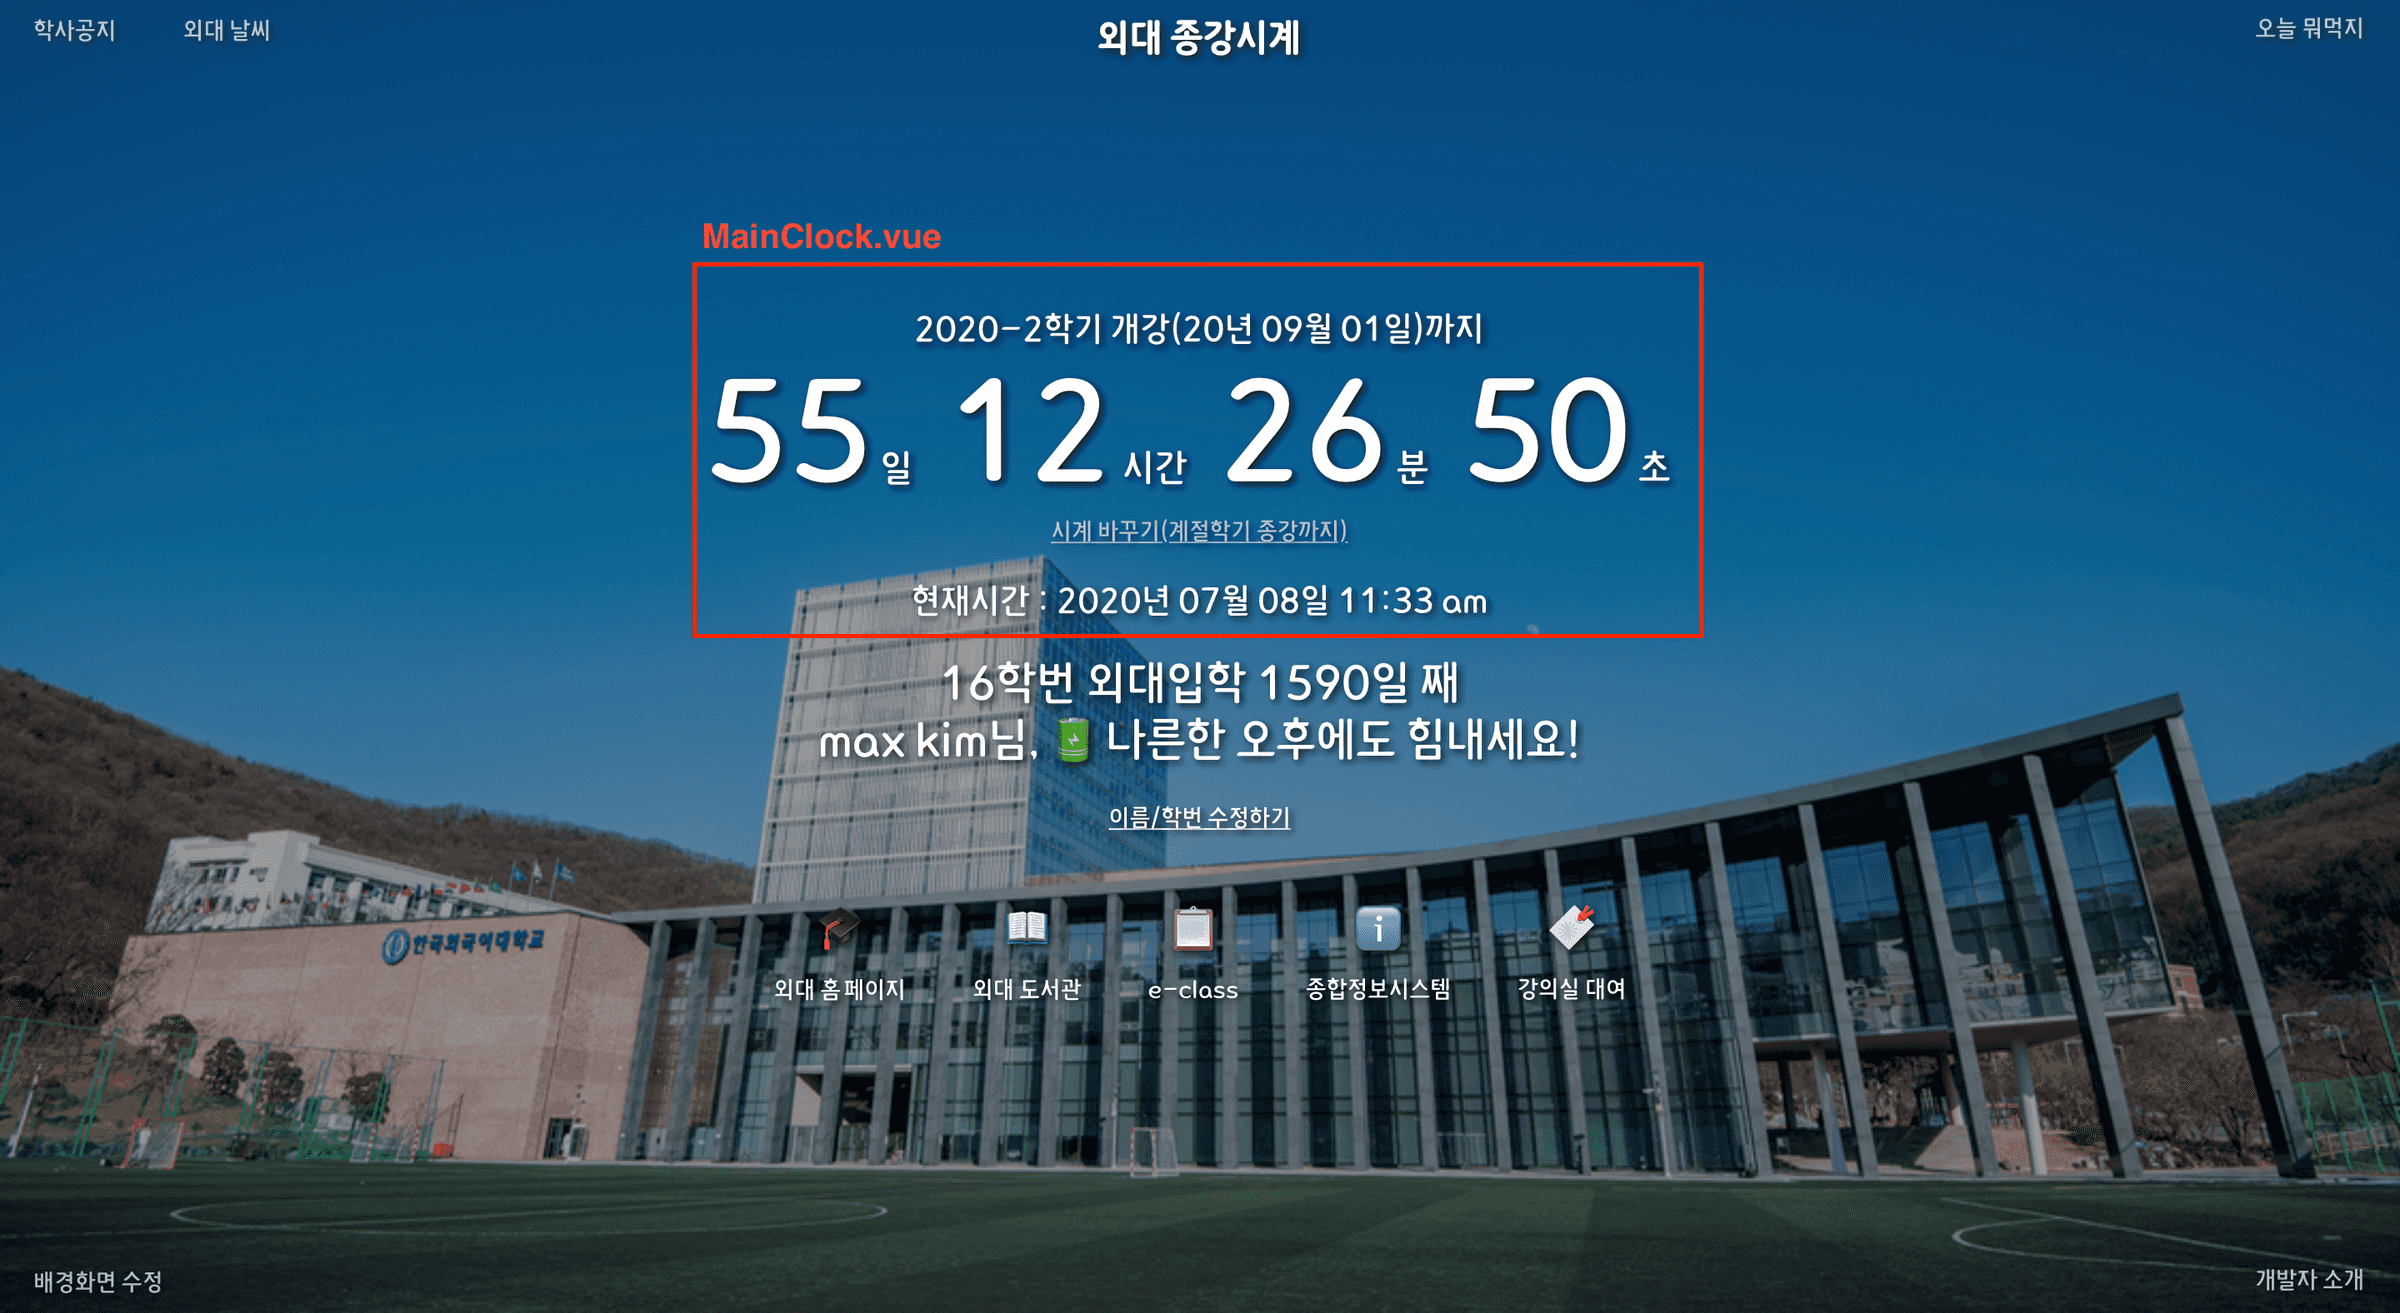 학사공지
외대 날씨
외대 종강시계
오늘 뭐먹지
MainClock.vue
2020-2학기 개강(20년 09월 01일)까지
55일 12시간 26분 50초
시계 바꾸기(계절학기 종강까지)
현재시간 : 2020년 07월 08일 11:33 am
16학번 외대입학 1590일 째
max kim님, 나른한 오후에도 힘내세요!
이름/학번 수정하기
한국외국어대학교
외대 홈페이지
외대 도서관
e-class
종합정보시스템
강의실 대여
배경화면 수정
개발자 소개